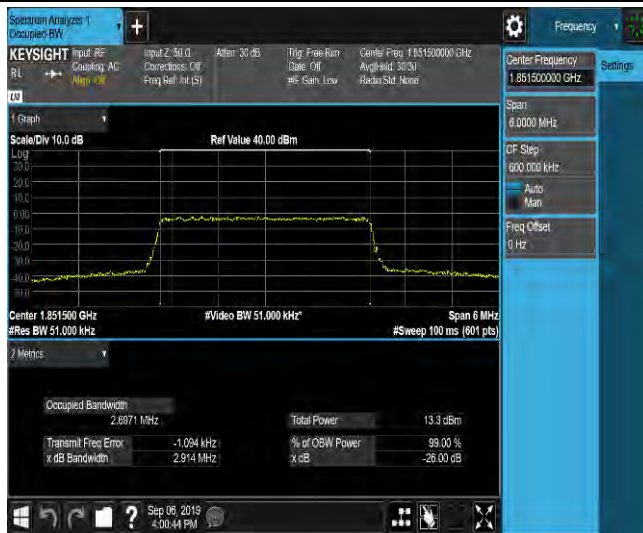 Spectrum Analyzer 1
Occupied BW
Frequency
KEYSIGHT
RL
Input: RF
Coupling: AC
Align: Off
Input Z: 50 Ω
Corrections: Off
Freq Ref: Int (S)
Atten: 30 dB
Trig: Free Run
Gate: Off
#IF Gain: Low
Center Freq: 1.851500000 GHz
Avg|Hold: 30/30
Radio Std: None
Center Frequency
1.851500000 GHz
Settings
Span
6.0000 MHz
CF Step
600.000 kHz
Auto
Man
Freq Offset
0 Hz
1 Graph
Scale/Div 10.0 dB
Ref Value 40.00 dBm
Log
30.0
20.0
10.0
0.00
-10.0
-20.0
-30.0
-40.0
-50.0
Center 1.851500 GHz
#Video BW 51.000 kHz*
Span 6 MHz
#Res BW 51.000 kHz
#Sweep 100 ms (601 pts)
2 Metrics
Occupied Bandwidth
2.6971 MHz
Total Power
13.3 dBm
Transmit Freq Error
-1.094 kHz
% of OBW Power
99.00 %
x dB Bandwidth
2.914 MHz
x dB
-26.00 dB
?
Sep 06, 2019
4:00:44 PM